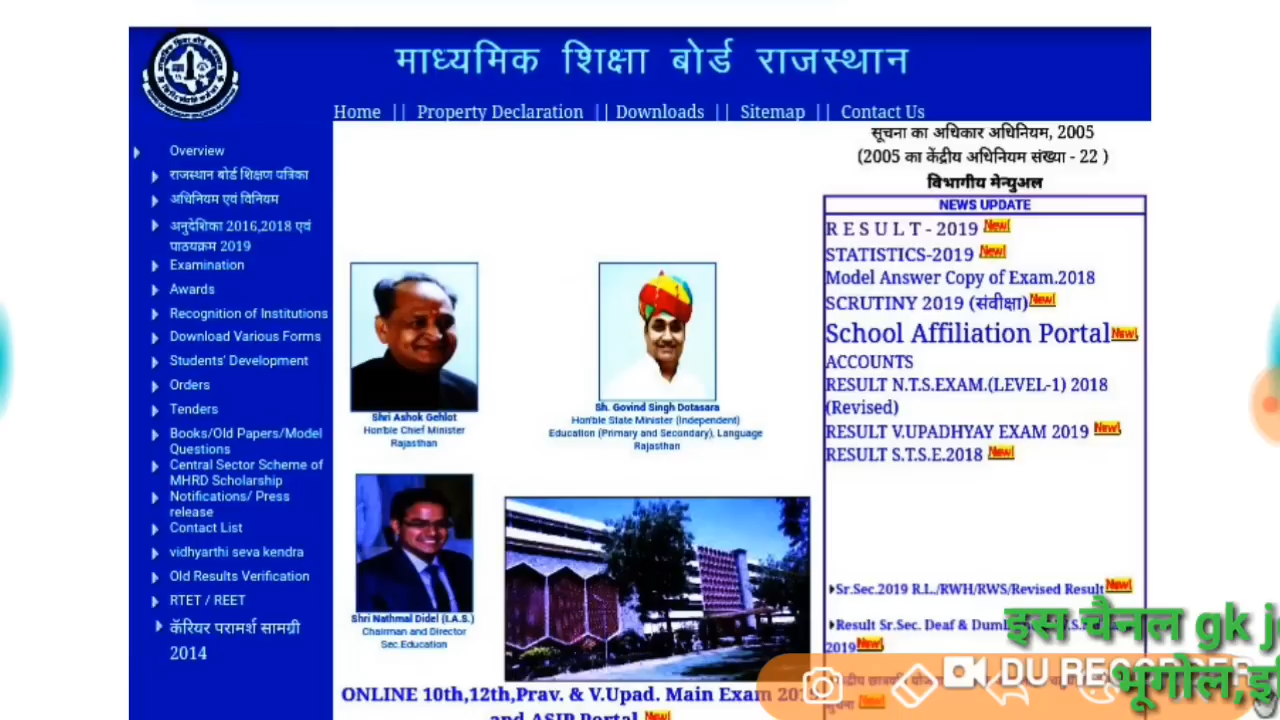 माध्यमिक शिक्षा बोर्ड राजस्थान
Home || Property Declaration || Downloads || Sitemap || Contact Us
Overview
राजस्थान बोर्ड शिक्षण पत्रिका
अधिनियम एवं विनियम
अनुदेशिका 2016,2018 एवं
पाठयक्रम 2019
Examination
Awards
Recognition of Institutions
Download Various Forms
Students' Development
Orders
Tenders
Books/Old Papers/Model
Questions
Central Sector Scheme of
MHRD Scholarship
Notifications/ Press
release
Contact List
vidhyarthi seva kendra
Old Results Verification
RTET / REET
कॅरियर परामर्श सामग्री
2014
Shri Ashok Gehlot
Hon'ble Chief Minister
Rajasthan
Sh. Govind Singh Dotasara
Hon'ble State Minister (Independent)
Education (Primary and Secondary), Language
Rajasthan
Shri Nathmal Didel (I.A.S.)
Chairman and Director
Sec.Education
ONLINE 10th,12th,Prav. & V.Upad. Main Exam
and ASIP Portal New!
सूचना का अधिकार अधिनियम, 2005
(2005 का केंद्रीय अधिनियम संख्या - 22 )
विभागीय मेन्युअल
NEWS UPDATE
R E S U L T - 2019 New!
STATISTICS-2019 New!
Model Answer Copy of Exam.2018
SCRUTINY 2019 (संवीक्षा) New!
School Affiliation Portal New!
ACCOUNTS
RESULT N.T.S.EXAM.(LEVEL-1) 2018
(Revised)
RESULT V.UPADHYAY EXAM 2019 New!
RESULT S.T.S.E.2018 New!
Sr.Sec.2019 R.L./RWH/RWS/Revised Result New!
Result Sr.Sec. Deaf &
2019 New!
New!
इस चैनल gk j
DU RECORDER
भूगोल,इ